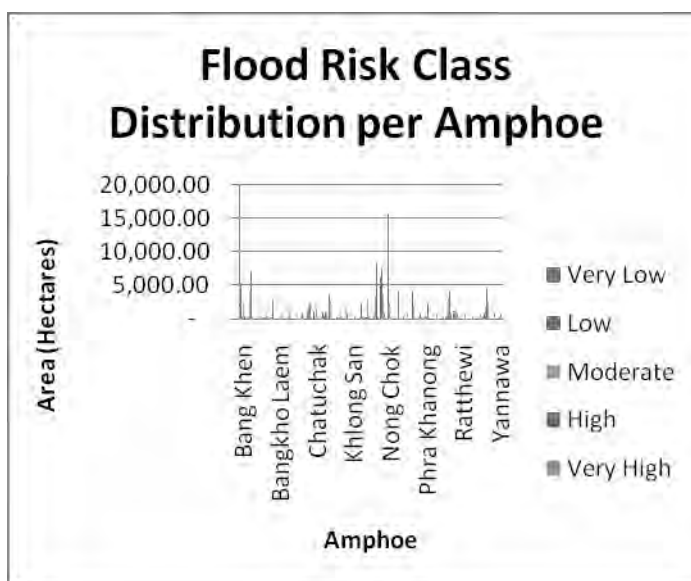 Flood Risk Class
Distribution per Amphoe
Area (Hectares)
20,000.00
15,000.00
10,000.00
5,000.00
-
Bang Khen
Bangkho Laem
Chatuchak
Khlong San
Nong Chok
Phra Khanong
Ratthewi
Yannawa
Amphoe
Very Low
Low
Moderate
High
Very High